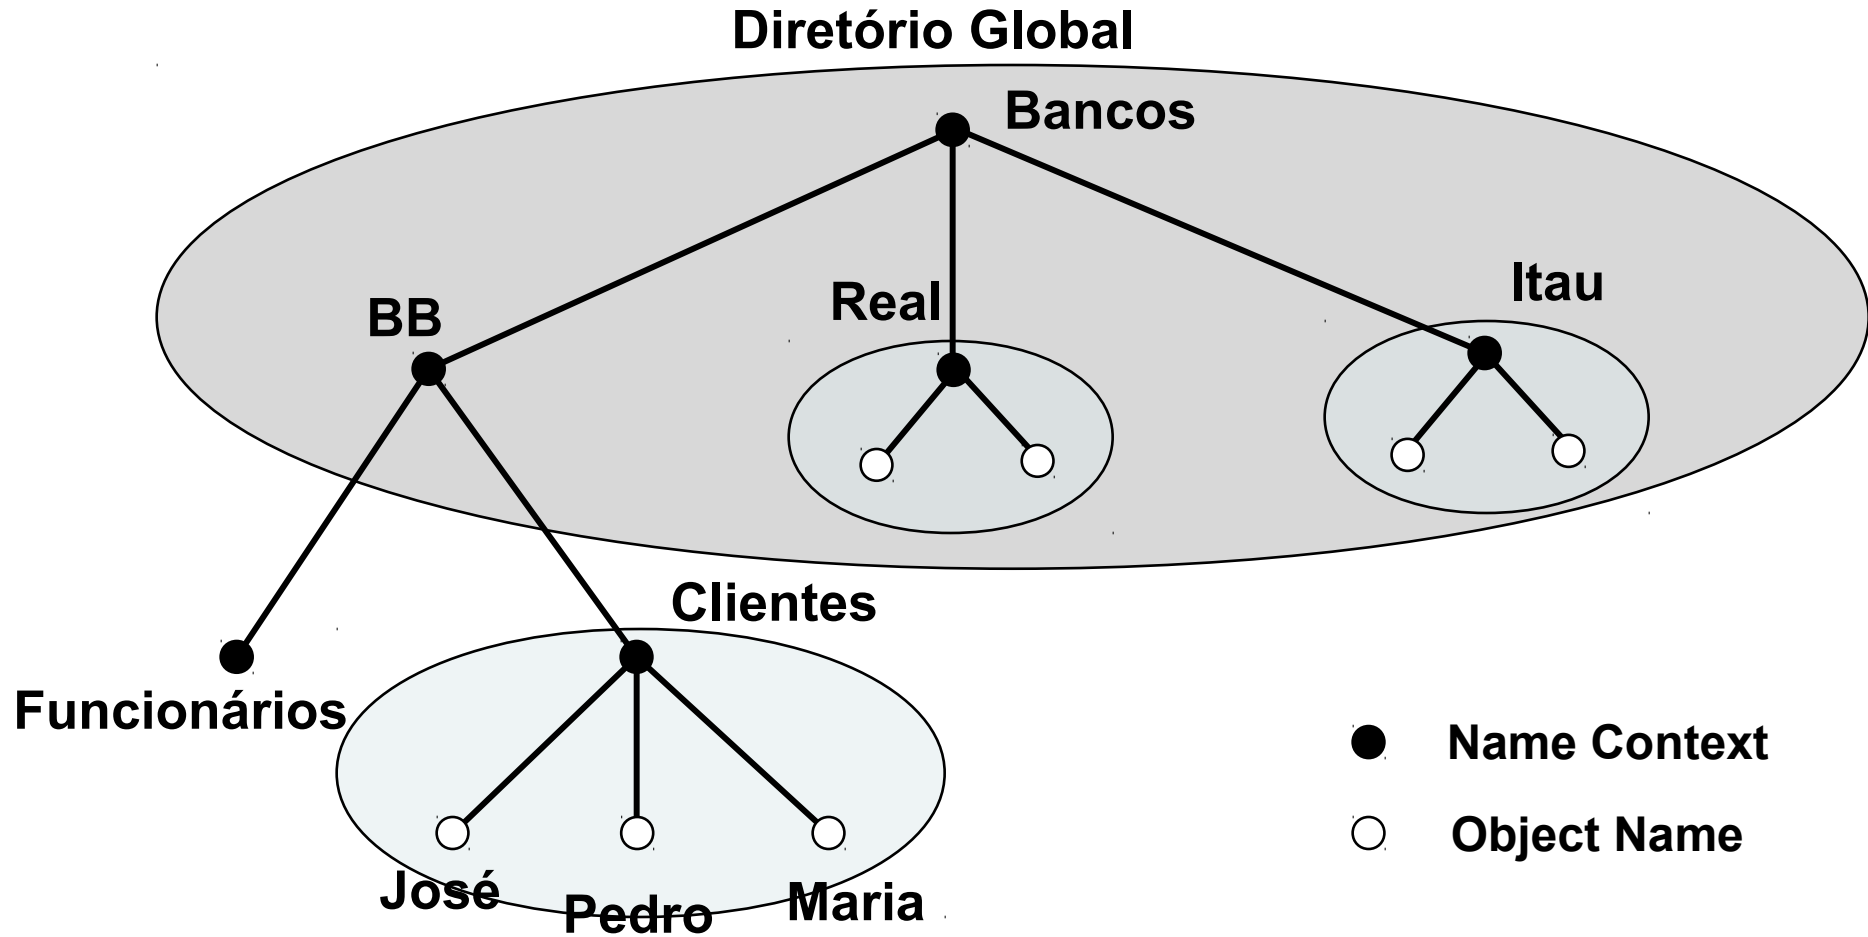 Diretório Global
Bancos
Itau
Real
BB
Clientes
Funcionários
Name Context
Object Name
José
Pedro
Maria